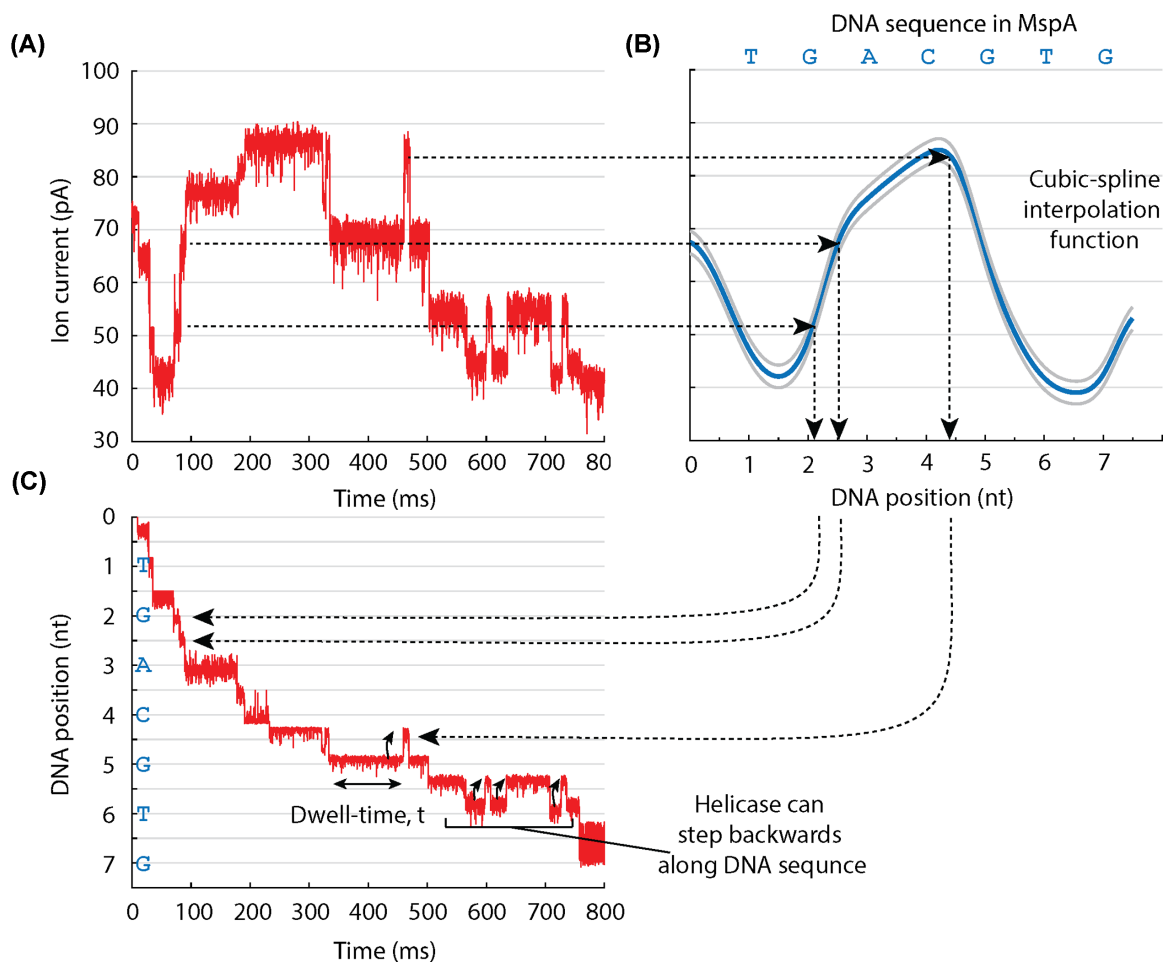 (A)
100
90
80
70
60
50
40
30
Ion current (pA)
0 100 200 300 400 500 600 700 80
Time (ms)
DNA sequence in MspA
(B)
T G A C G T G
Cubic-spline
interpolation
function
0 1 2 3 4 5 6 7
DNA position (nt)
(C)
0
1
2
3
4
5
6
7
DNA position (nt)
T
G
A
C
G
T
G
Dwell-time, t
Helicase can
step backwards
along DNA sequnce
0 100 200 300 400 500 600 700 800
Time (ms)